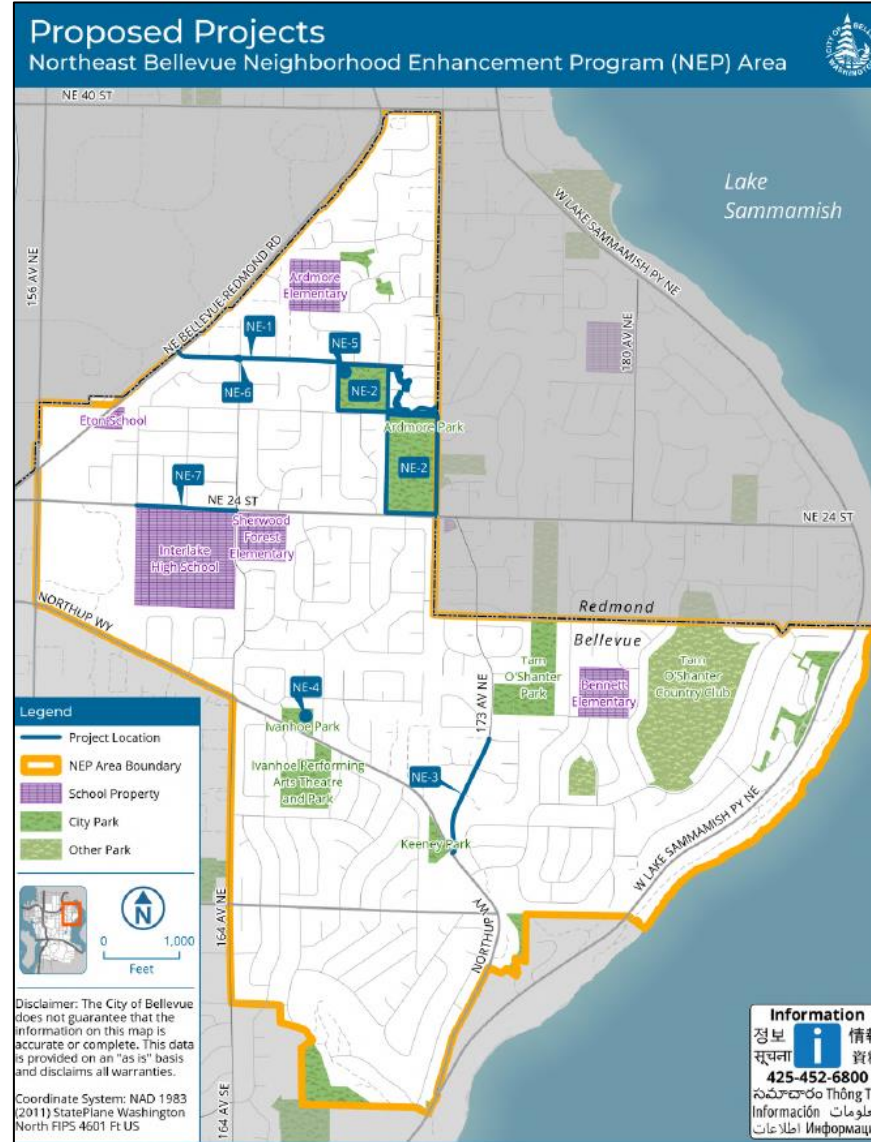 Proposed Projects
Northeast Bellevue Neighborhood Enhancement Program (NEP) Area
NE 40 ST
Lake
Sammamish
W LAKE SAMMAMISH PY NE
156 AV NE
NE BELLEVUE-REDMOND RD
Ardmore
Elementary
180 AV NE
NE-1
NE-5
NE-6
NE-2
Eton School
Ardmore Park
NE-2
NE-7
NE 24 ST
NE 24 ST
Sherwood
Forest
Elementary
Interlake
High School
NORTHUP WY
Redmond
Bellevue
Tam
O'Shanter
Park
Bennett
Elementary
Tam
O'Shanter
Country Club
173 AV NE
NE-4
Ivanhoe Park
Ivanhoe Performing
Arts Theatre
and Park
NE-3
Keeney Park
W LAKE SAMMAMISH PY NE
NORTHUP WY
164 AV NE
164 AV SE
Legend
Project Location
NEP Area Boundary
School Property
City Park
Other Park
N
0 1,000
Feet
Disclaimer: The City of Bellevue
does not guarantee that the
information on this map is
accurate or complete. This data
is provided on an "as is" basis
and disclaims all warranties.
Coordinate System: NAD 1983
(2011) StatePlane Washington
North FIPS 4601 Ft US
Information
정보 i 情報
सूचना
425-452-6800
సమాచారం Thông T
Información معلومات
اطلاعات Информаци